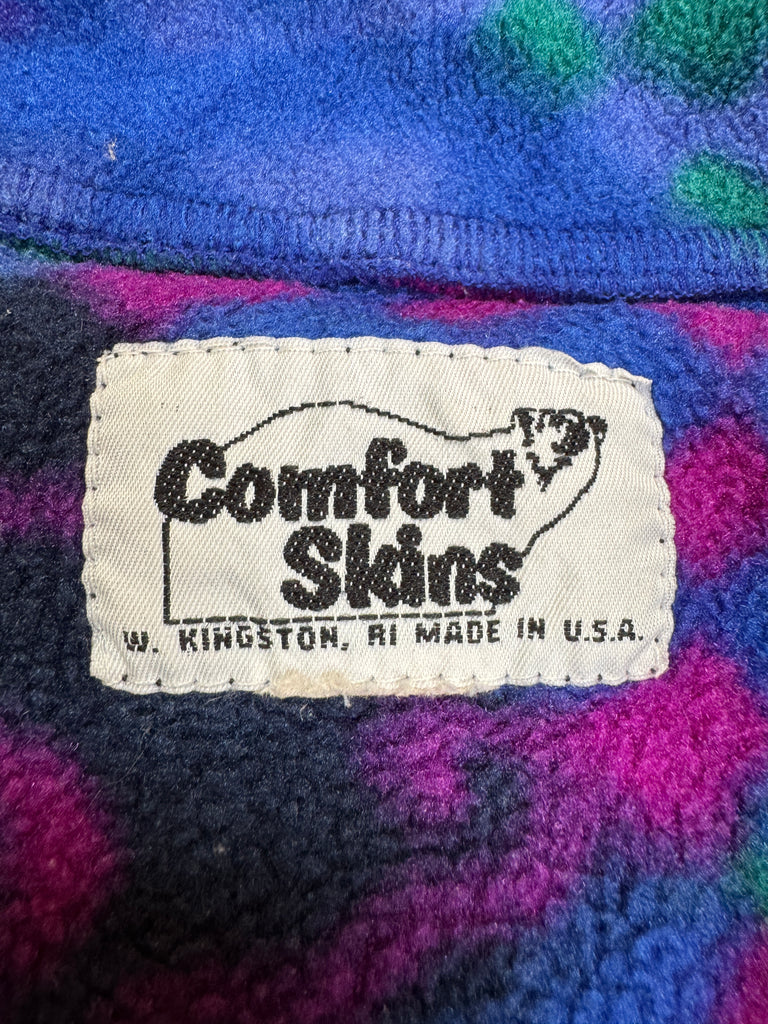 Comfort
Skins
W. KINGSTON, RI MADE IN U.S.A.